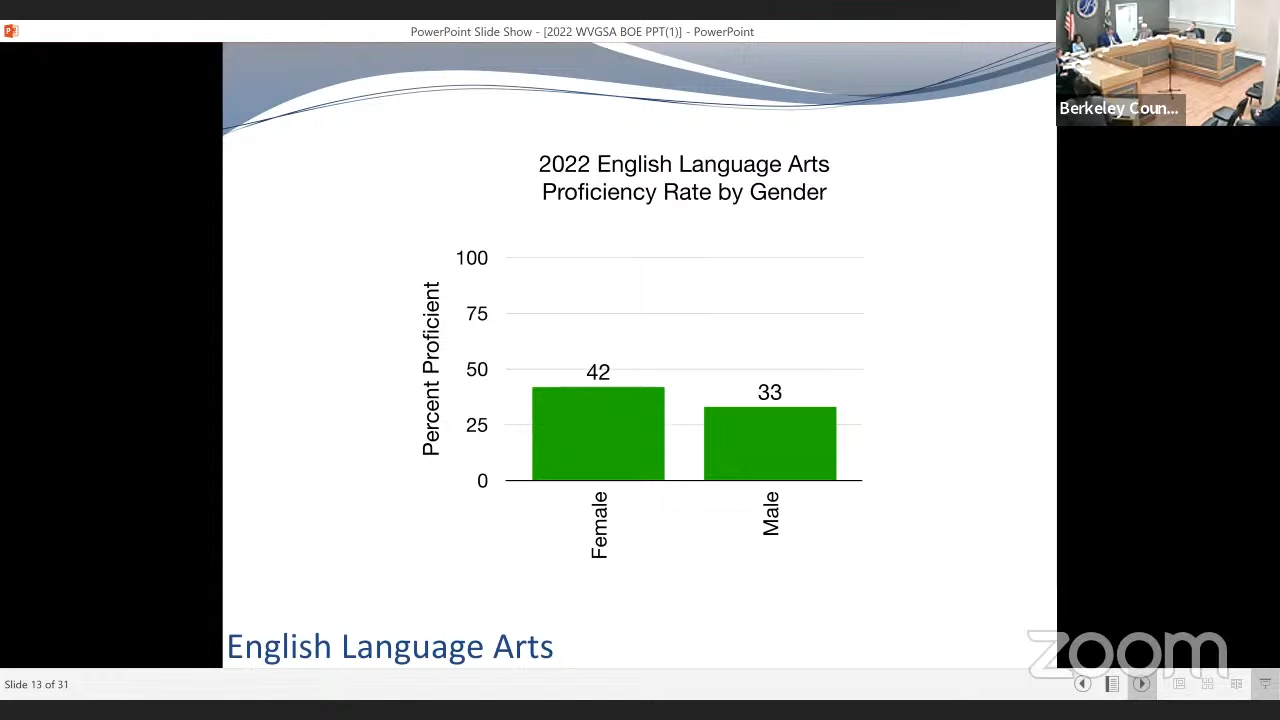 PowerPoint Slide Show - [2022 WVGSA BOE PPT(1)] - PowerPoint
Berkeley Coun...
2022 English Language Arts
Proficiency Rate by Gender
Percent Proficient
100
75
50
25
0
42
33
Female
Male
English Language Arts
zoom
Slide 13 of 31